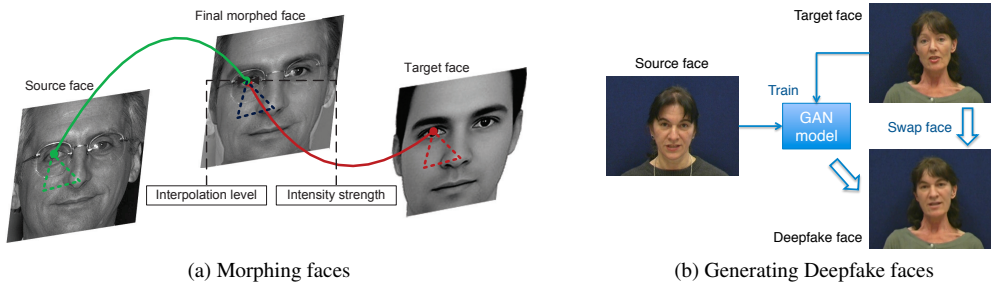 Final morphed face
Source face
Target face
Interpolation level
Intensity strength
(a) Morphing faces
Target face
Source face
Train
GAN
model
Swap face
Deepfake face
(b) Generating Deepfake faces